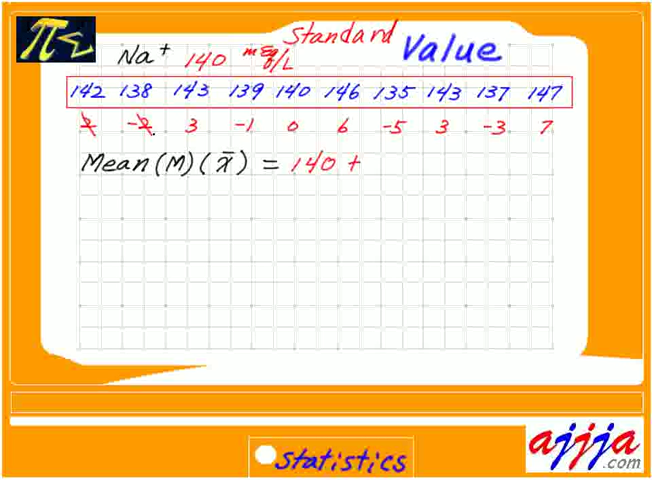 πΣ
Standard
Na⁺ 140 mEq/L Value
142 138 143 139 140 146 135 143 137 147
2 -2 3 -1 0 6 -5 3 -3 7
Mean (M) (x̄) = 140 +
statistics
ajjja
.com